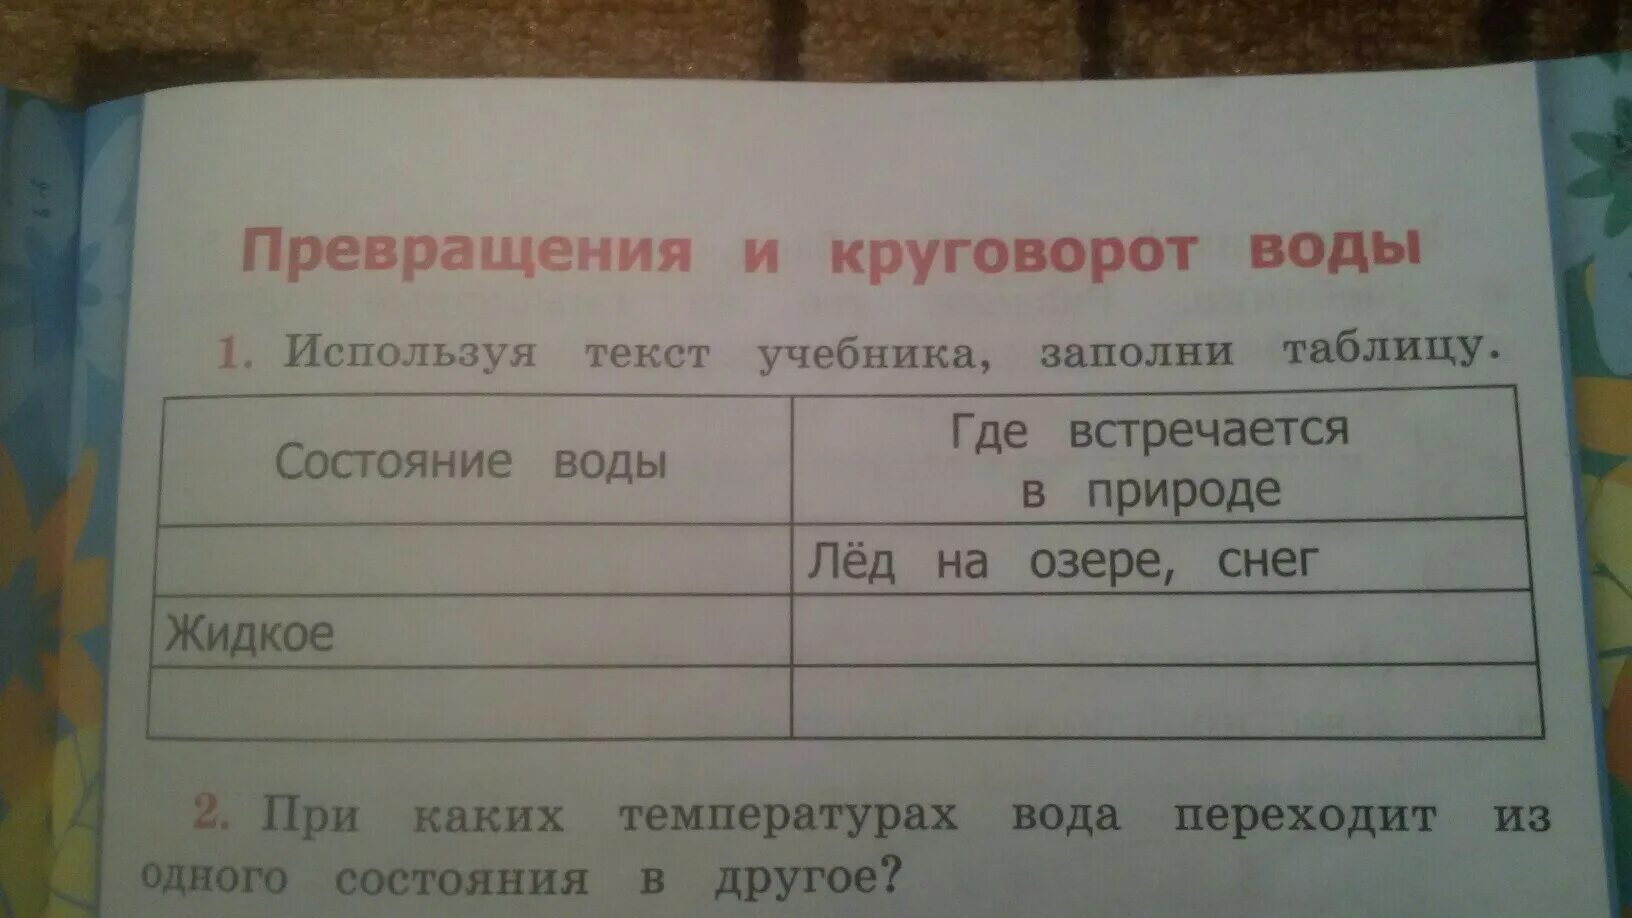 Превращения и круговорот воды
1. Используя текст учебника, заполни таблицу.
Состояние воды
Где встречается
в природе
Лёд на озере, снег
Жидкое
2. При каких температурах вода переходит из
одного состояния в другое?